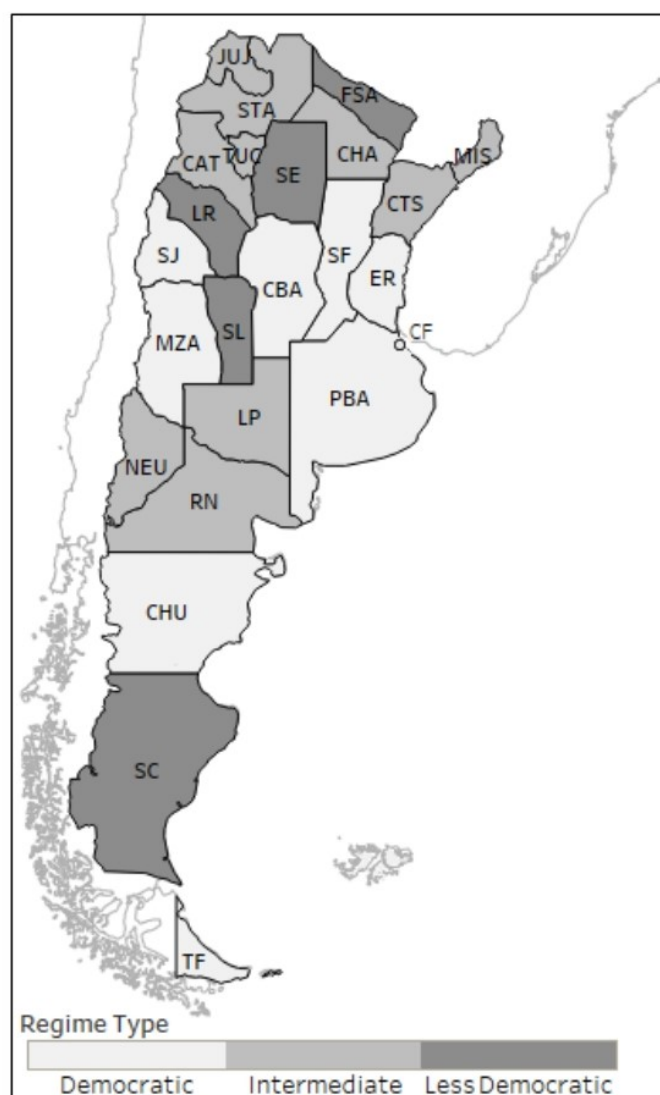 JUJ
FSA
STA
TUC
CHA
MIS
CAT
SE
CTS
LR
SJ
SF
ER
CBA
CF
MZA
SL
PBA
LP
NEU
RN
CHU
SC
TF
Regime Type
Democratic Intermediate Less Democratic